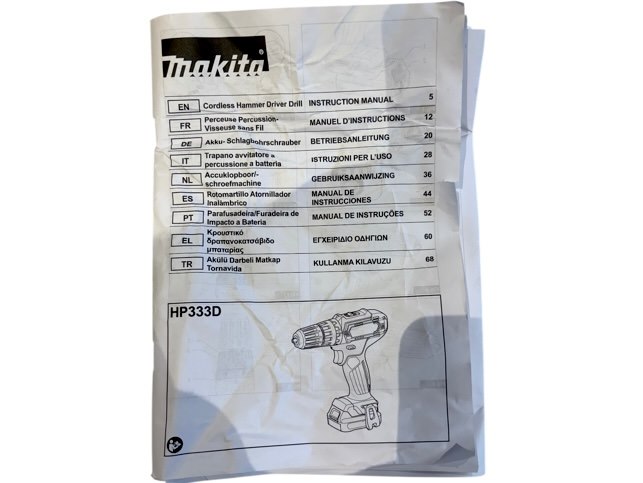 makita
EN Cordless Hammer Driver Drill INSTRUCTION MANUAL 5
FR Perceuse Percussion-
Visseuse sans Fil MANUEL D'INSTRUCTIONS 12
DE Akku- Schlagbohrschrauber BETRIEBSANLEITUNG 20
IT Trapano avvitatore a
percussione a batteria ISTRUZIONI PER L'USO 28
NL Accuklopboor/-
schroefmachine GEBRUIKSAANWIJZING 36
ES Rotomartillo Atornillador
Inalámbrico MANUAL DE
INSTRUCCIONES 44
PT Parafusadeira/Furadeira de
Impacto a Bateria MANUAL DE INSTRUÇÕES 52
EL Κρουστικό
δραπανοκατσάβιδο
μπαταρίας ΕΓΧΕΙΡΙΔΙΟ ΟΔΗΓΙΩΝ 60
TR Akülü Darbeli Matkap
Tornavida KULLANMA KILAVUZU 68
HP333D